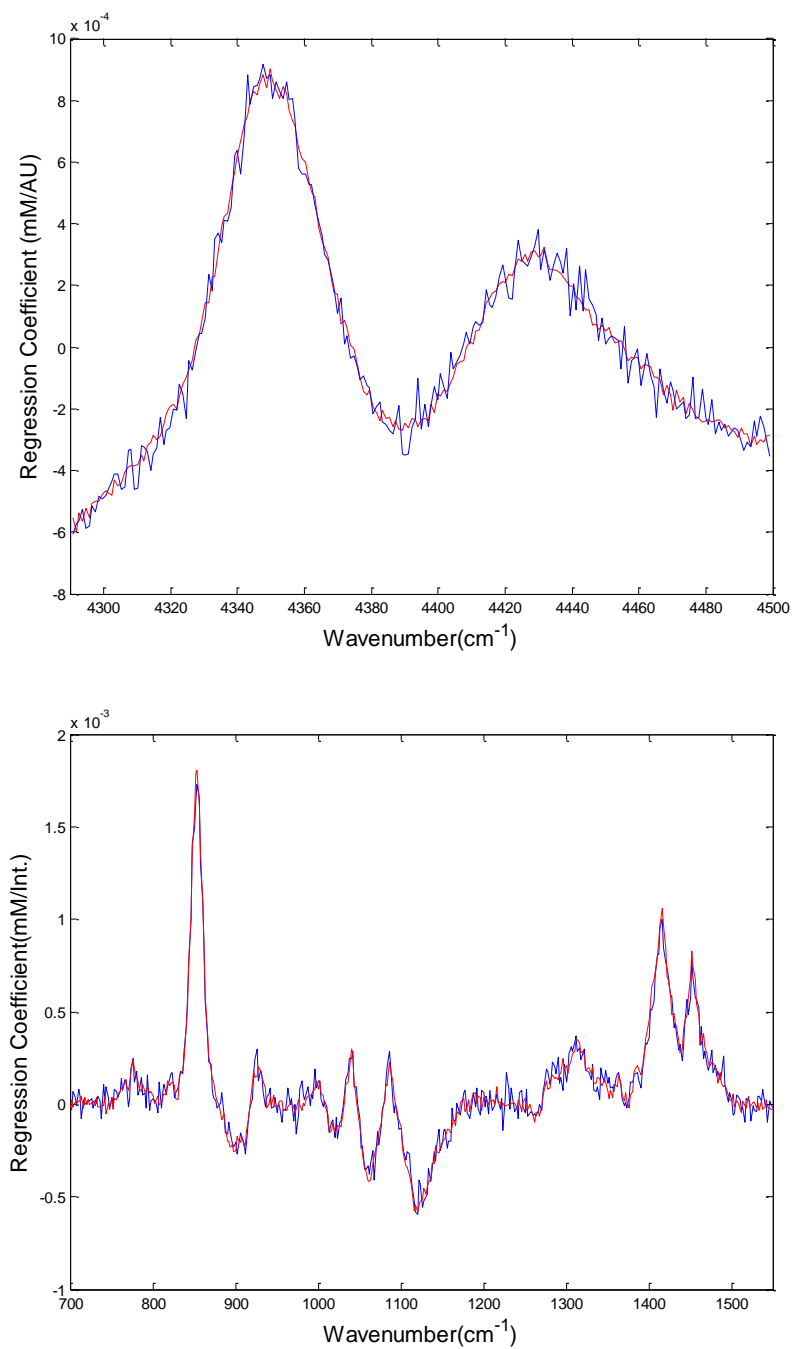 x 10-4
10
8
6
4
2
0
-2
-4
-6
-8
Regression Coefficient (mM/AU)
4300 4320 4340 4360 4380 4400 4420 4440 4460 4480 4500
Wavenumber(cm-1)
x 10-3
2
1.5
1
0.5
0
-0.5
-1
Regression Coefficient(mM/Int.)
700 800 900 1000 1100 1200 1300 1400 1500
Wavenumber(cm-1)